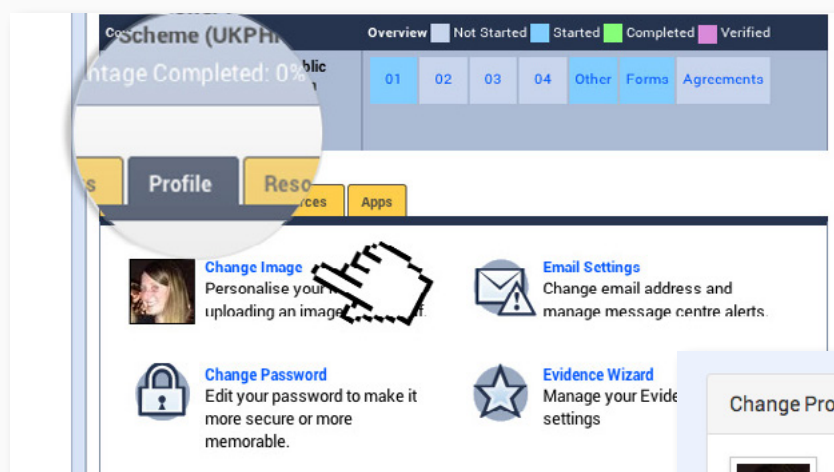 Scheme (UKPH
Overview Not Started Started Completed Verified
ntage Completed: 0%
blic
01 02 03 04 Other Forms Agreements
s Profile Reso
rces Apps
Change Image
Personalise your
uploading an image
Email Settings
Change email address and
manage message centre alerts.
Change Password
Edit your password to make it
more secure or more
memorable.
Evidence Wizard
Manage your Evide
settings
Change Pro